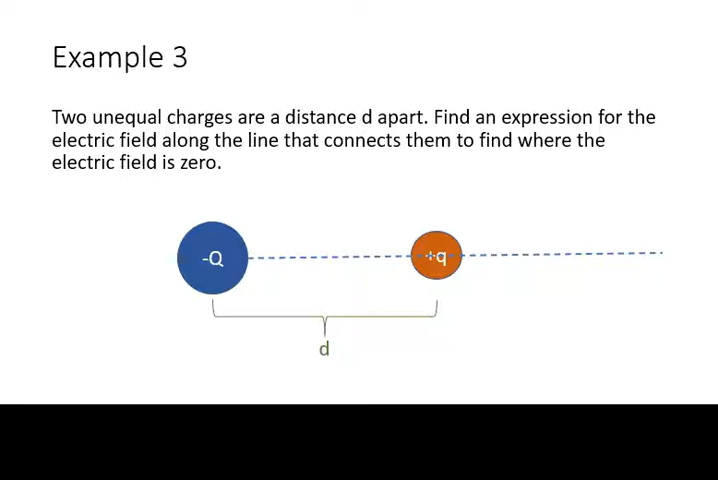 Example 3
Two unequal charges are a distance d apart. Find an expression for the
electric field along the line that connects them to find where the
electric field is zero.
-Q
+q
d